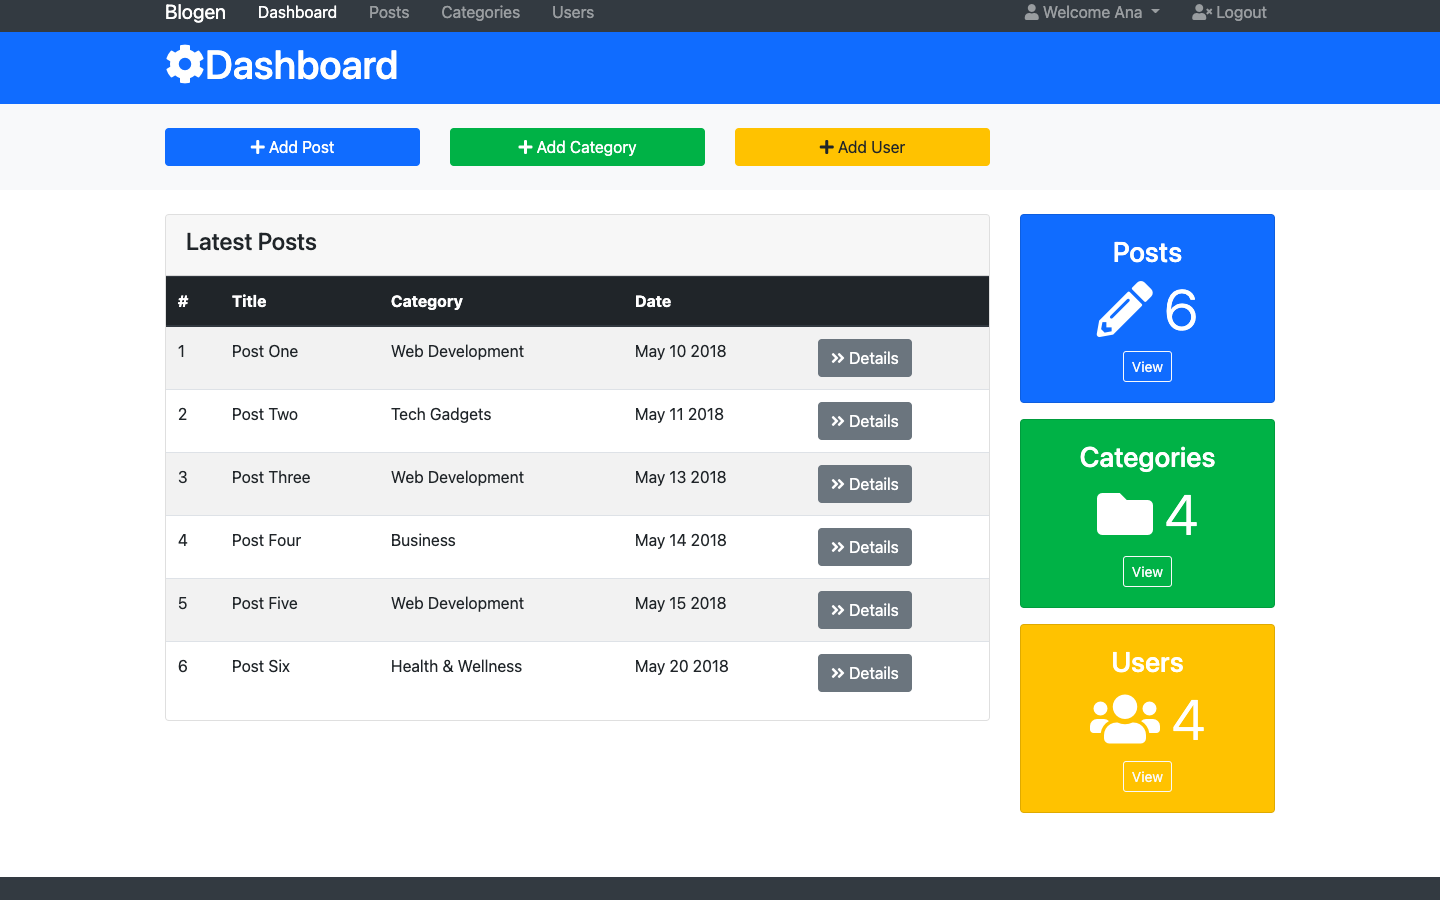 Blogen Dashboard Posts Categories Users Welcome Ana Logout
Dashboard
Add Post Add Category Add User
Latest Posts
# Title Category Date
1 Post One Web Development May 10 2018 Details
2 Post Two Tech Gadgets May 11 2018 Details
3 Post Three Web Development May 13 2018 Details
4 Post Four Business May 14 2018 Details
5 Post Five Web Development May 15 2018 Details
6 Post Six Health & Wellness May 20 2018 Details
Posts
6
View
Categories
4
View
Users
4
View